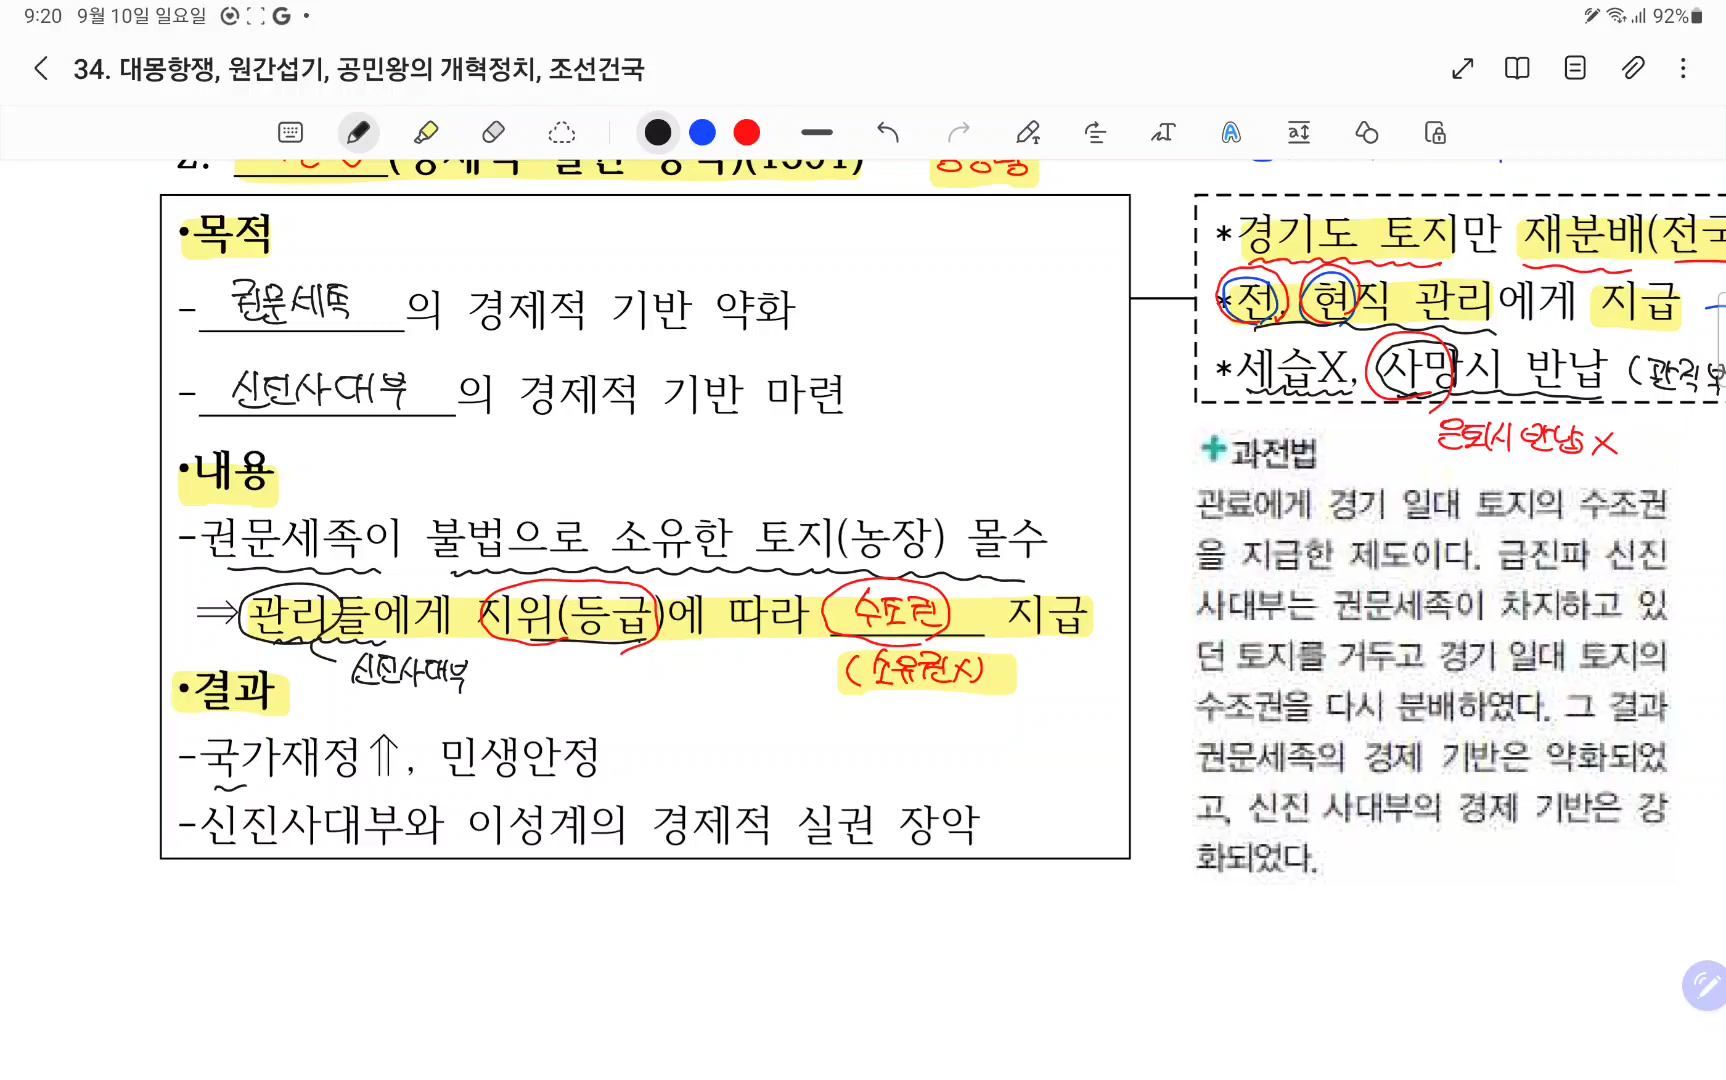 9:20 9월 10일 일요일
92%
34. 대몽항쟁, 원간섭기, 공민왕의 개혁정치, 조선건국
•목적
- 권문세족의 경제적 기반 약화
- 신진사대부의 경제적 기반 마련
•내용
-권문세족이 불법으로 소유한 토지(농장) 몰수
⇒관리들에게 지위(등급)에 따라 수조권 지급
신진사대부
(소유권X)
•결과
-국가재정⇑, 민생안정
-신진사대부와 이성계의 경제적 실권 장악
*경기도 토지만 재분배(전국
*전, 현직 관리에게 지급
*세습X, 사망시 반납 (관직
은퇴시 반납 X
+과전법
관료에게 경기 일대 토지의 수조권
을 지급한 제도이다. 급진파 신진
사대부는 권문세족이 차지하고 있
던 토지를 거두고 경기 일대 토지의
수조권을 다시 분배하였다. 그 결과
권문세족의 경제 기반은 약화되었
고, 신진 사대부의 경제 기반은 강
화되었다.